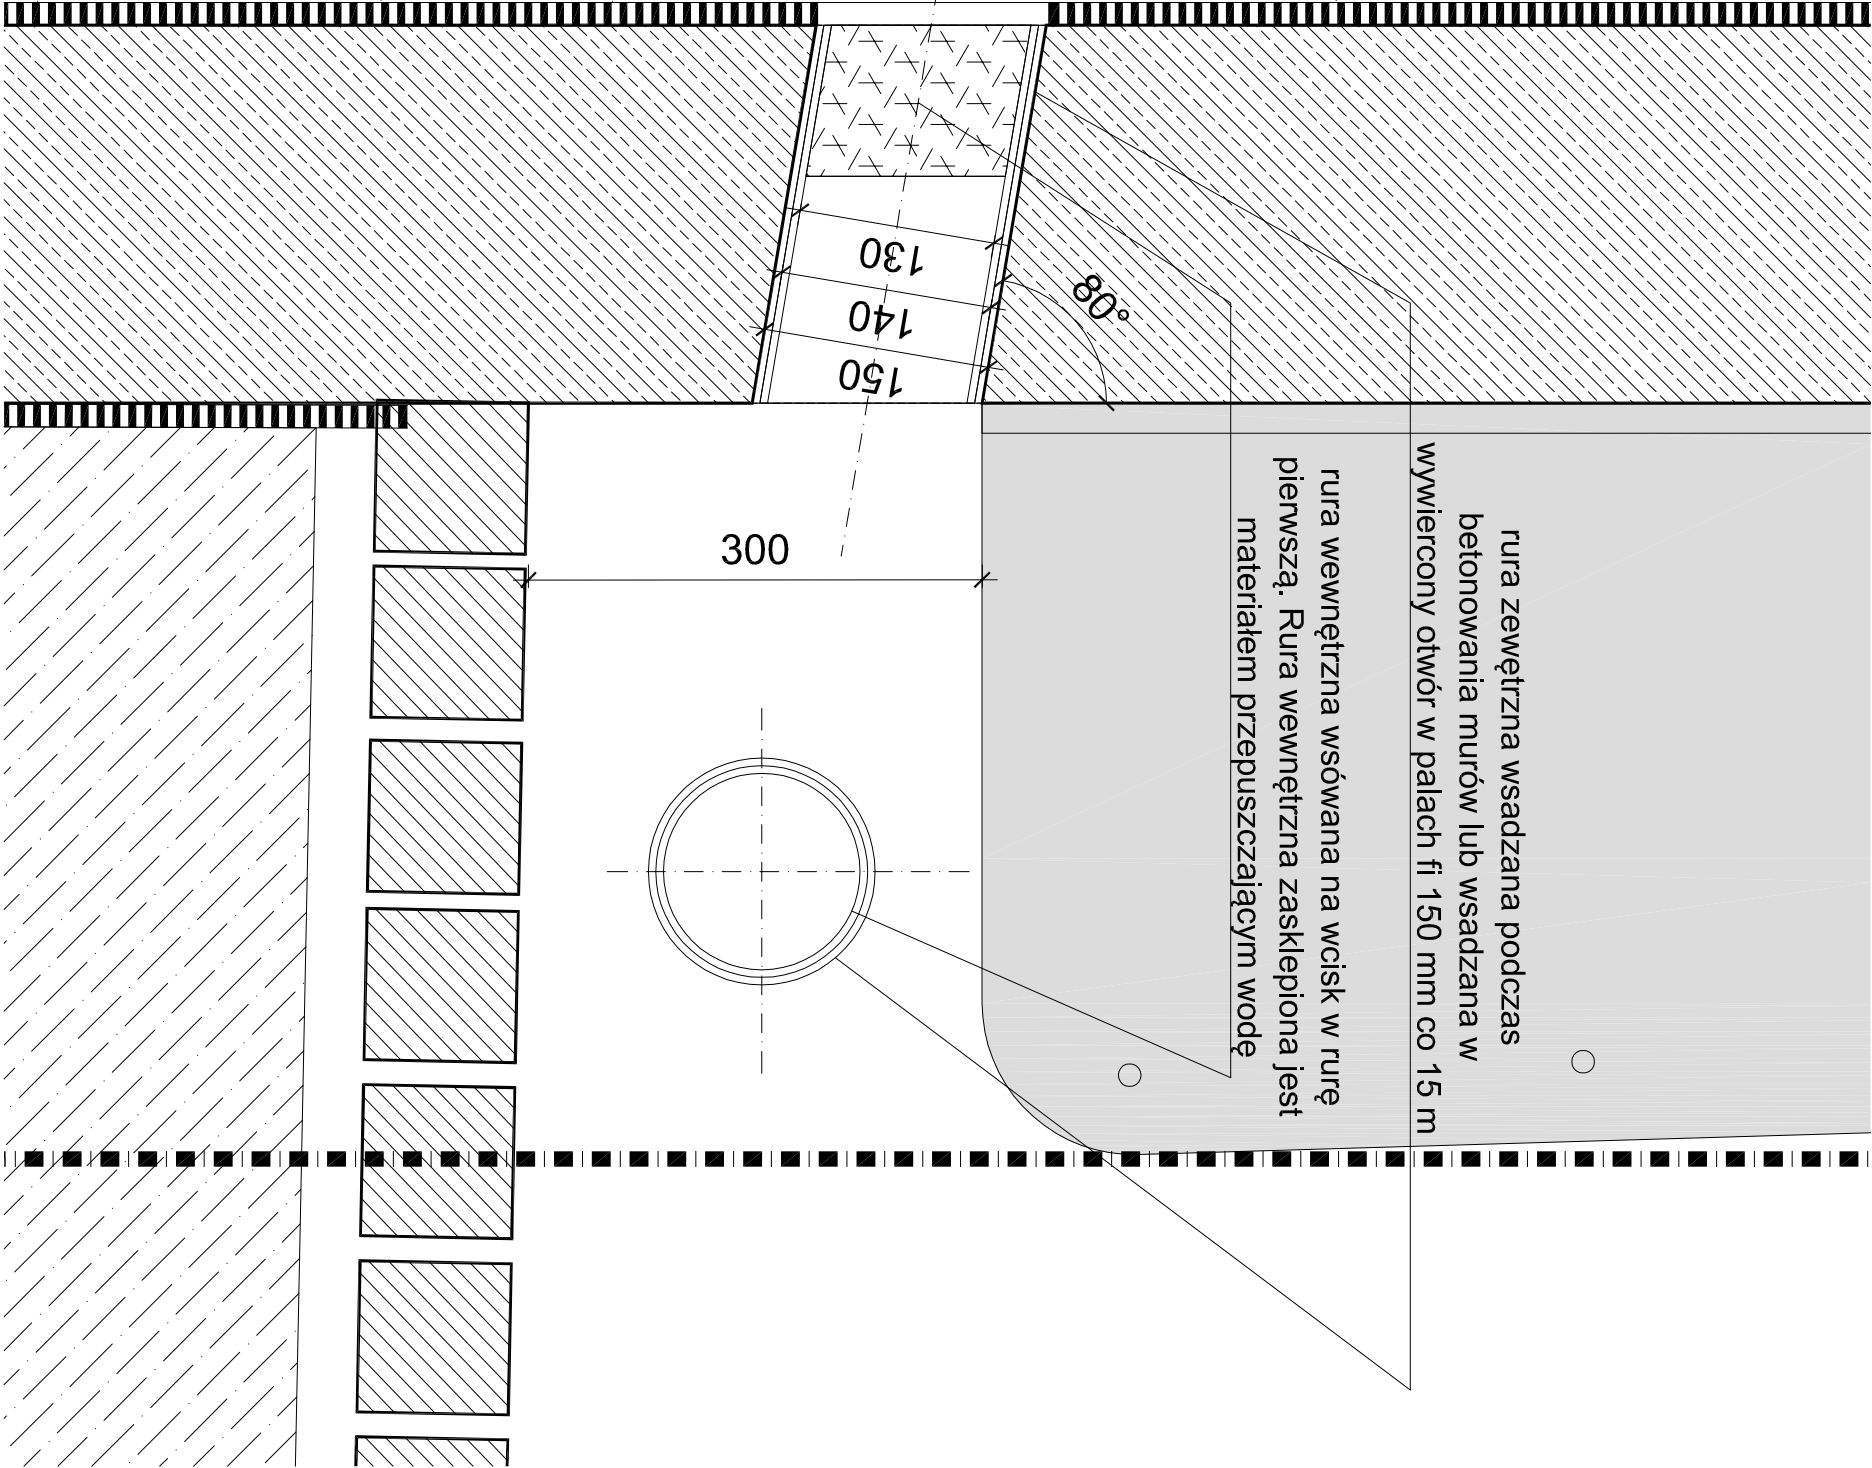 130
140
150
80°
300
rura zewętrzna wsadzana podczas
betonowania murów lub wsadzana w
wywiercony otwór w palach fi 150 mm co 15 m
rura wewnętrzna wsówana na wcisk w rurę
pierwszą. Rura wewnętrzna zasklepiona jest
materiałem przepuszczającym wodę